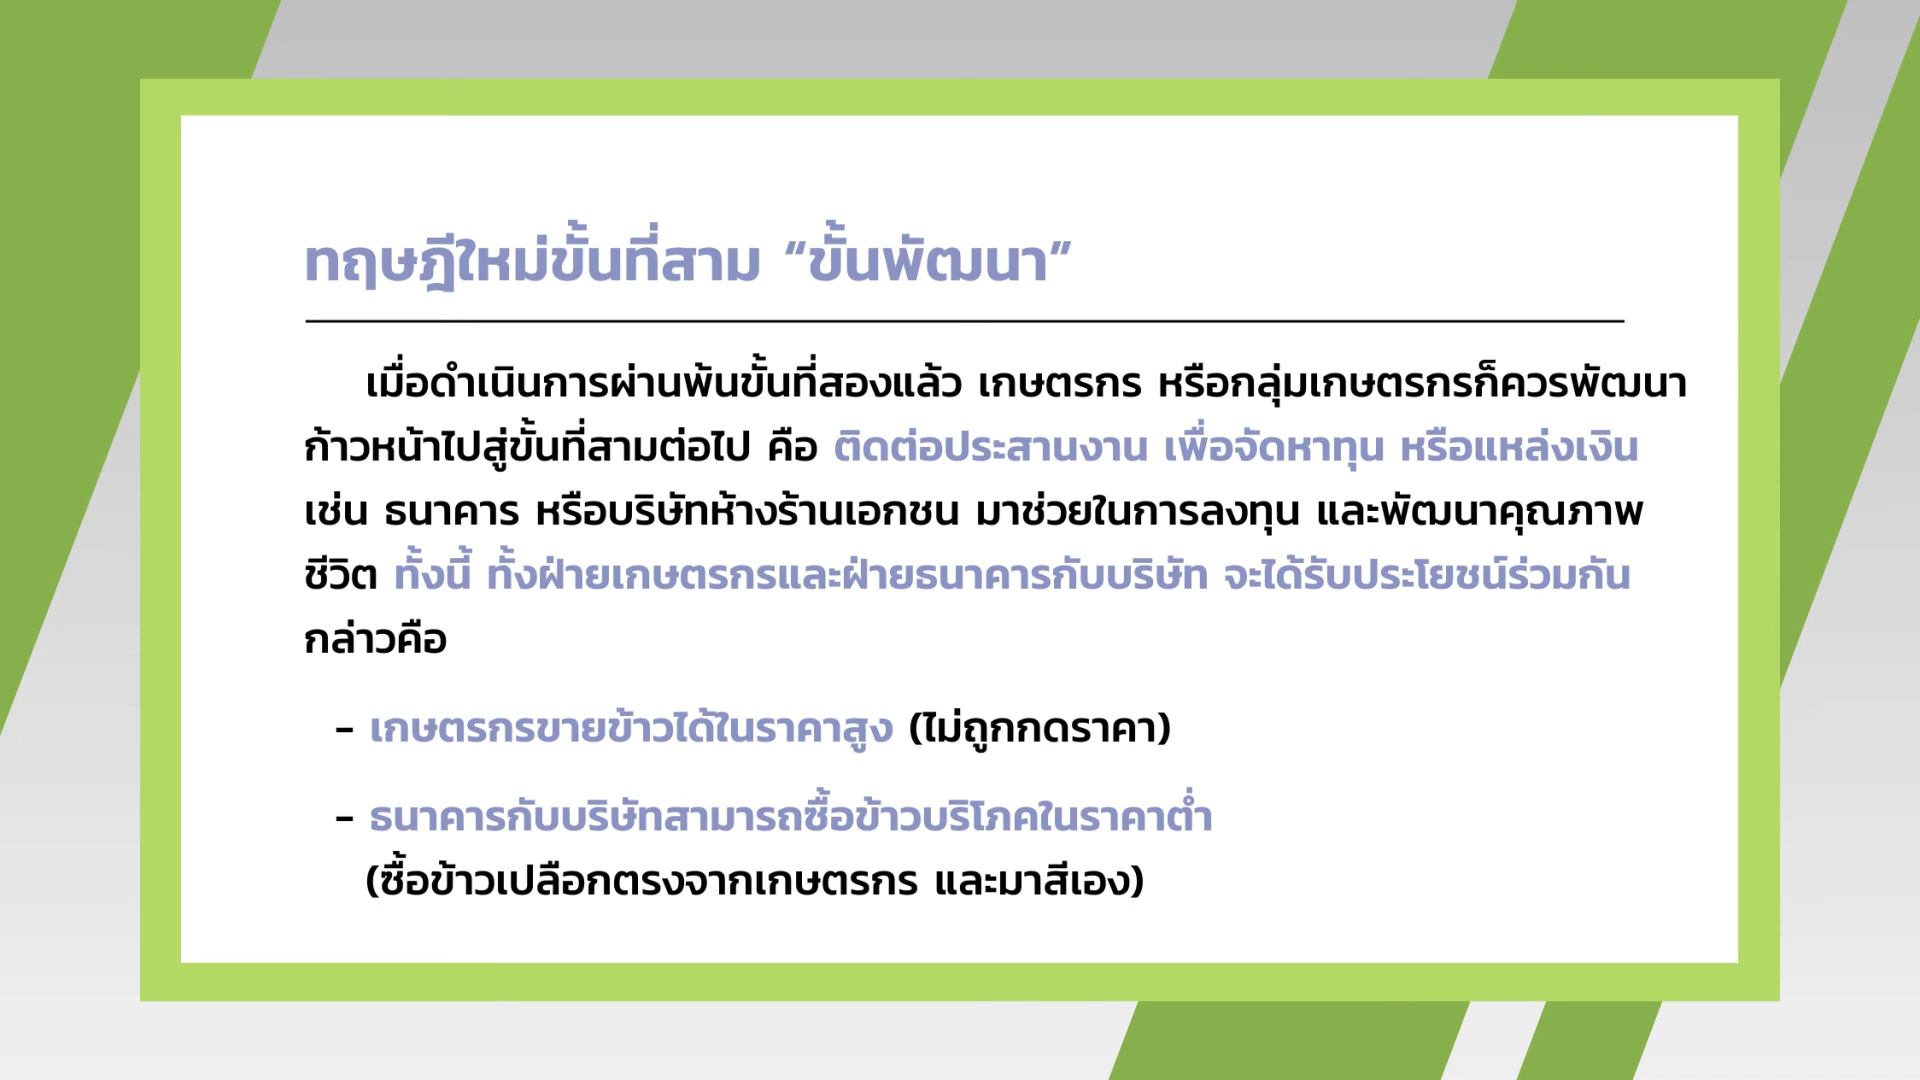 ทฤษฎีใหม่ขั้นที่สาม “ขั้นพัฒนา”
เมื่อดำเนินการผ่านพ้นขั้นที่สองแล้ว เกษตรกร หรือกลุ่มเกษตรกรก็ควรพัฒนา
ก้าวหน้าไปสู่ขั้นที่สามต่อไป คือ ติดต่อประสานงาน เพื่อจัดหาทุน หรือแหล่งเงิน
เช่น ธนาคาร หรือบริษัทห้างร้านเอกชน มาช่วยในการลงทุน และพัฒนาคุณภาพ
ชีวิต ทั้งนี้ ทั้งฝ่ายเกษตรกรและฝ่ายธนาคารกับบริษัท จะได้รับประโยชน์ร่วมกัน
กล่าวคือ
- เกษตรกรขายข้าวได้ในราคาสูง (ไม่ถูกกดราคา)
- ธนาคารกับบริษัทสามารถซื้อข้าวบริโภคในราคาต่ำ
(ซื้อข้าวเปลือกตรงจากเกษตรกร และมาสีเอง)